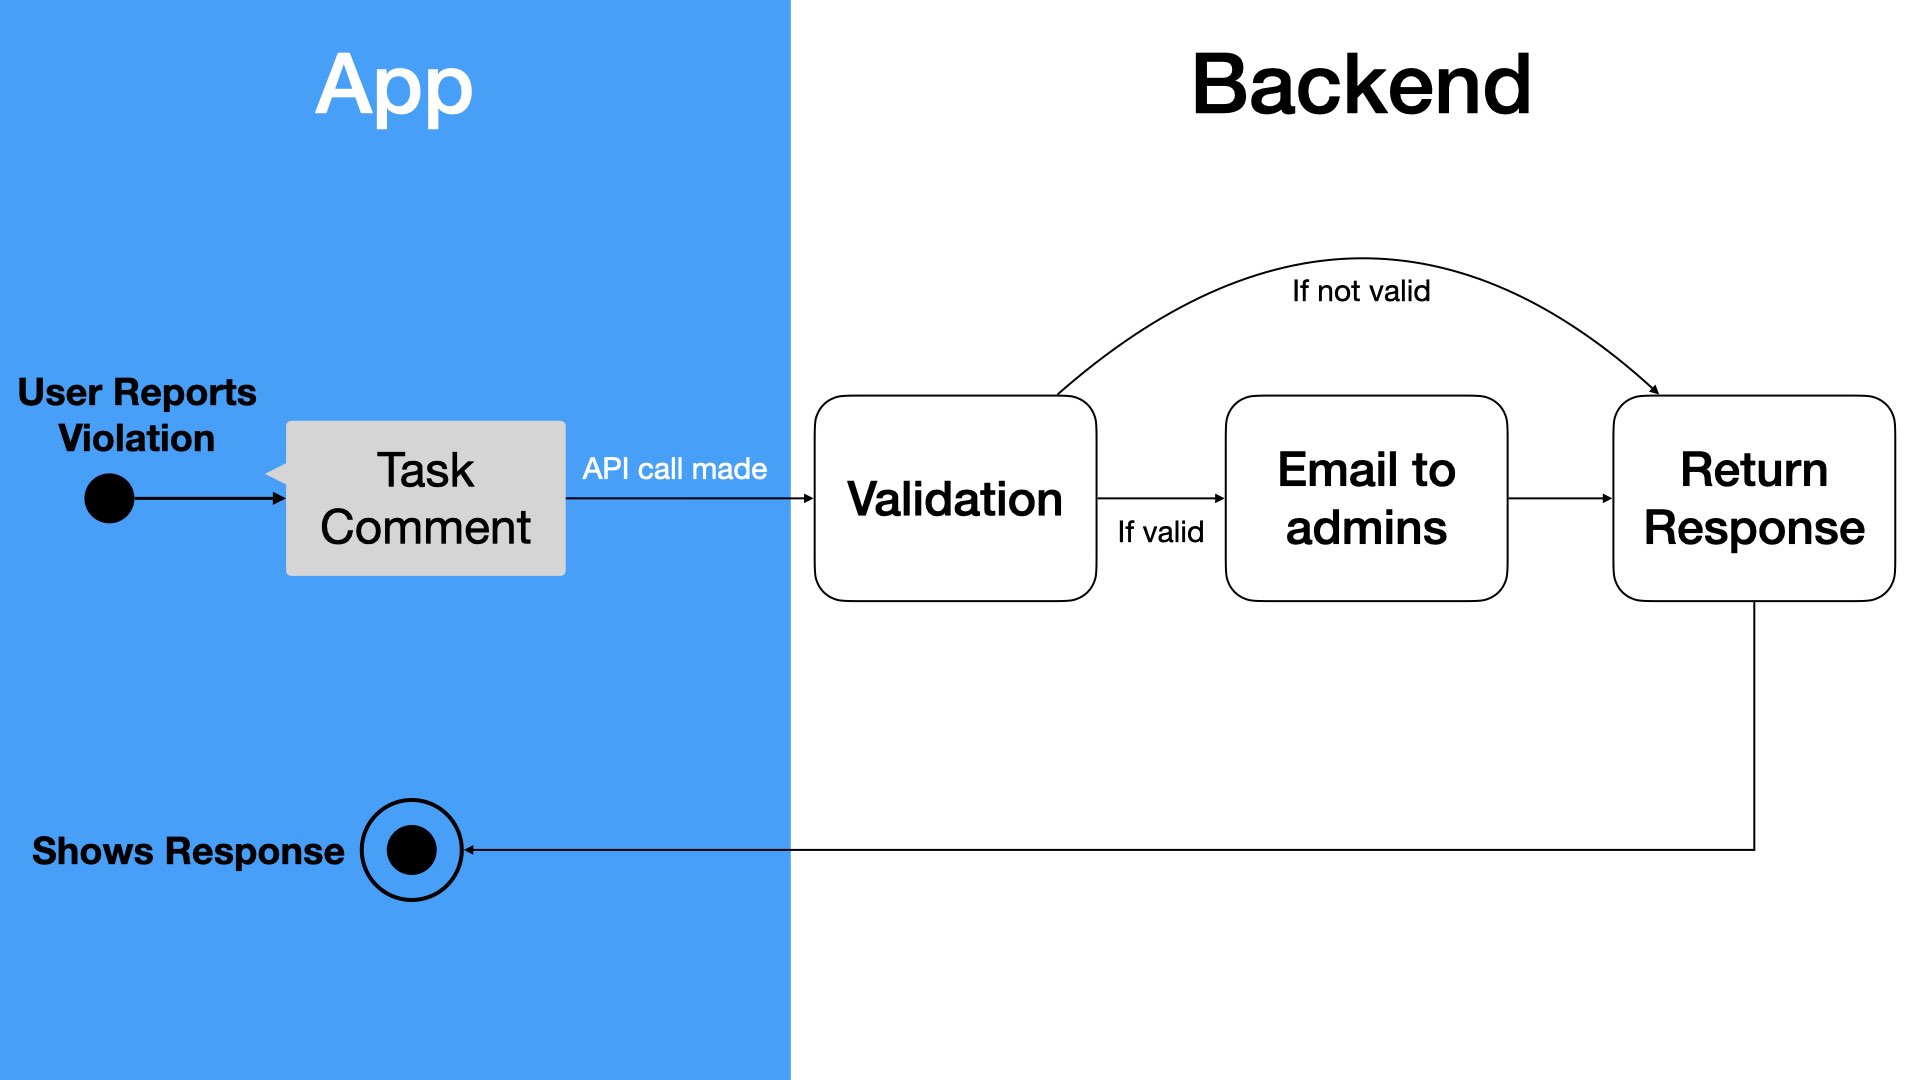 App
Backend
If not valid
User Reports
Violation
Task
Comment
API call made
Validation
If valid
Email to
admins
Return
Response
Shows Response